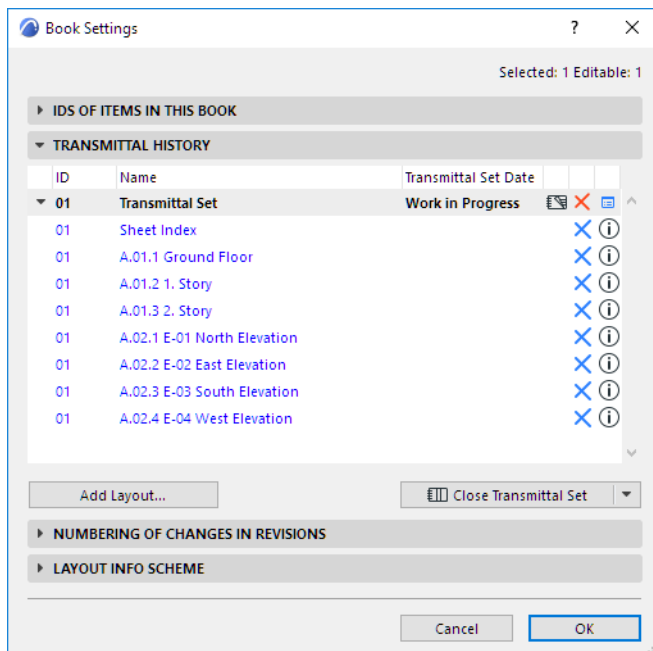 Book Settings ?
Selected: 1 Editable: 1
IDS OF ITEMS IN THIS BOOK
TRANSMITTAL HISTORY
ID Name Transmittal Set Date
01 Transmittal Set Work in Progress
01 Sheet Index
01 A.01.1 Ground Floor
01 A.01.2 1. Story
01 A.01.3 2. Story
01 A.02.1 E-01 North Elevation
01 A.02.2 E-02 East Elevation
01 A.02.3 E-03 South Elevation
01 A.02.4 E-04 West Elevation
Add Layout... Close Transmittal Set
NUMBERING OF CHANGES IN REVISIONS
LAYOUT INFO SCHEME
Cancel OK